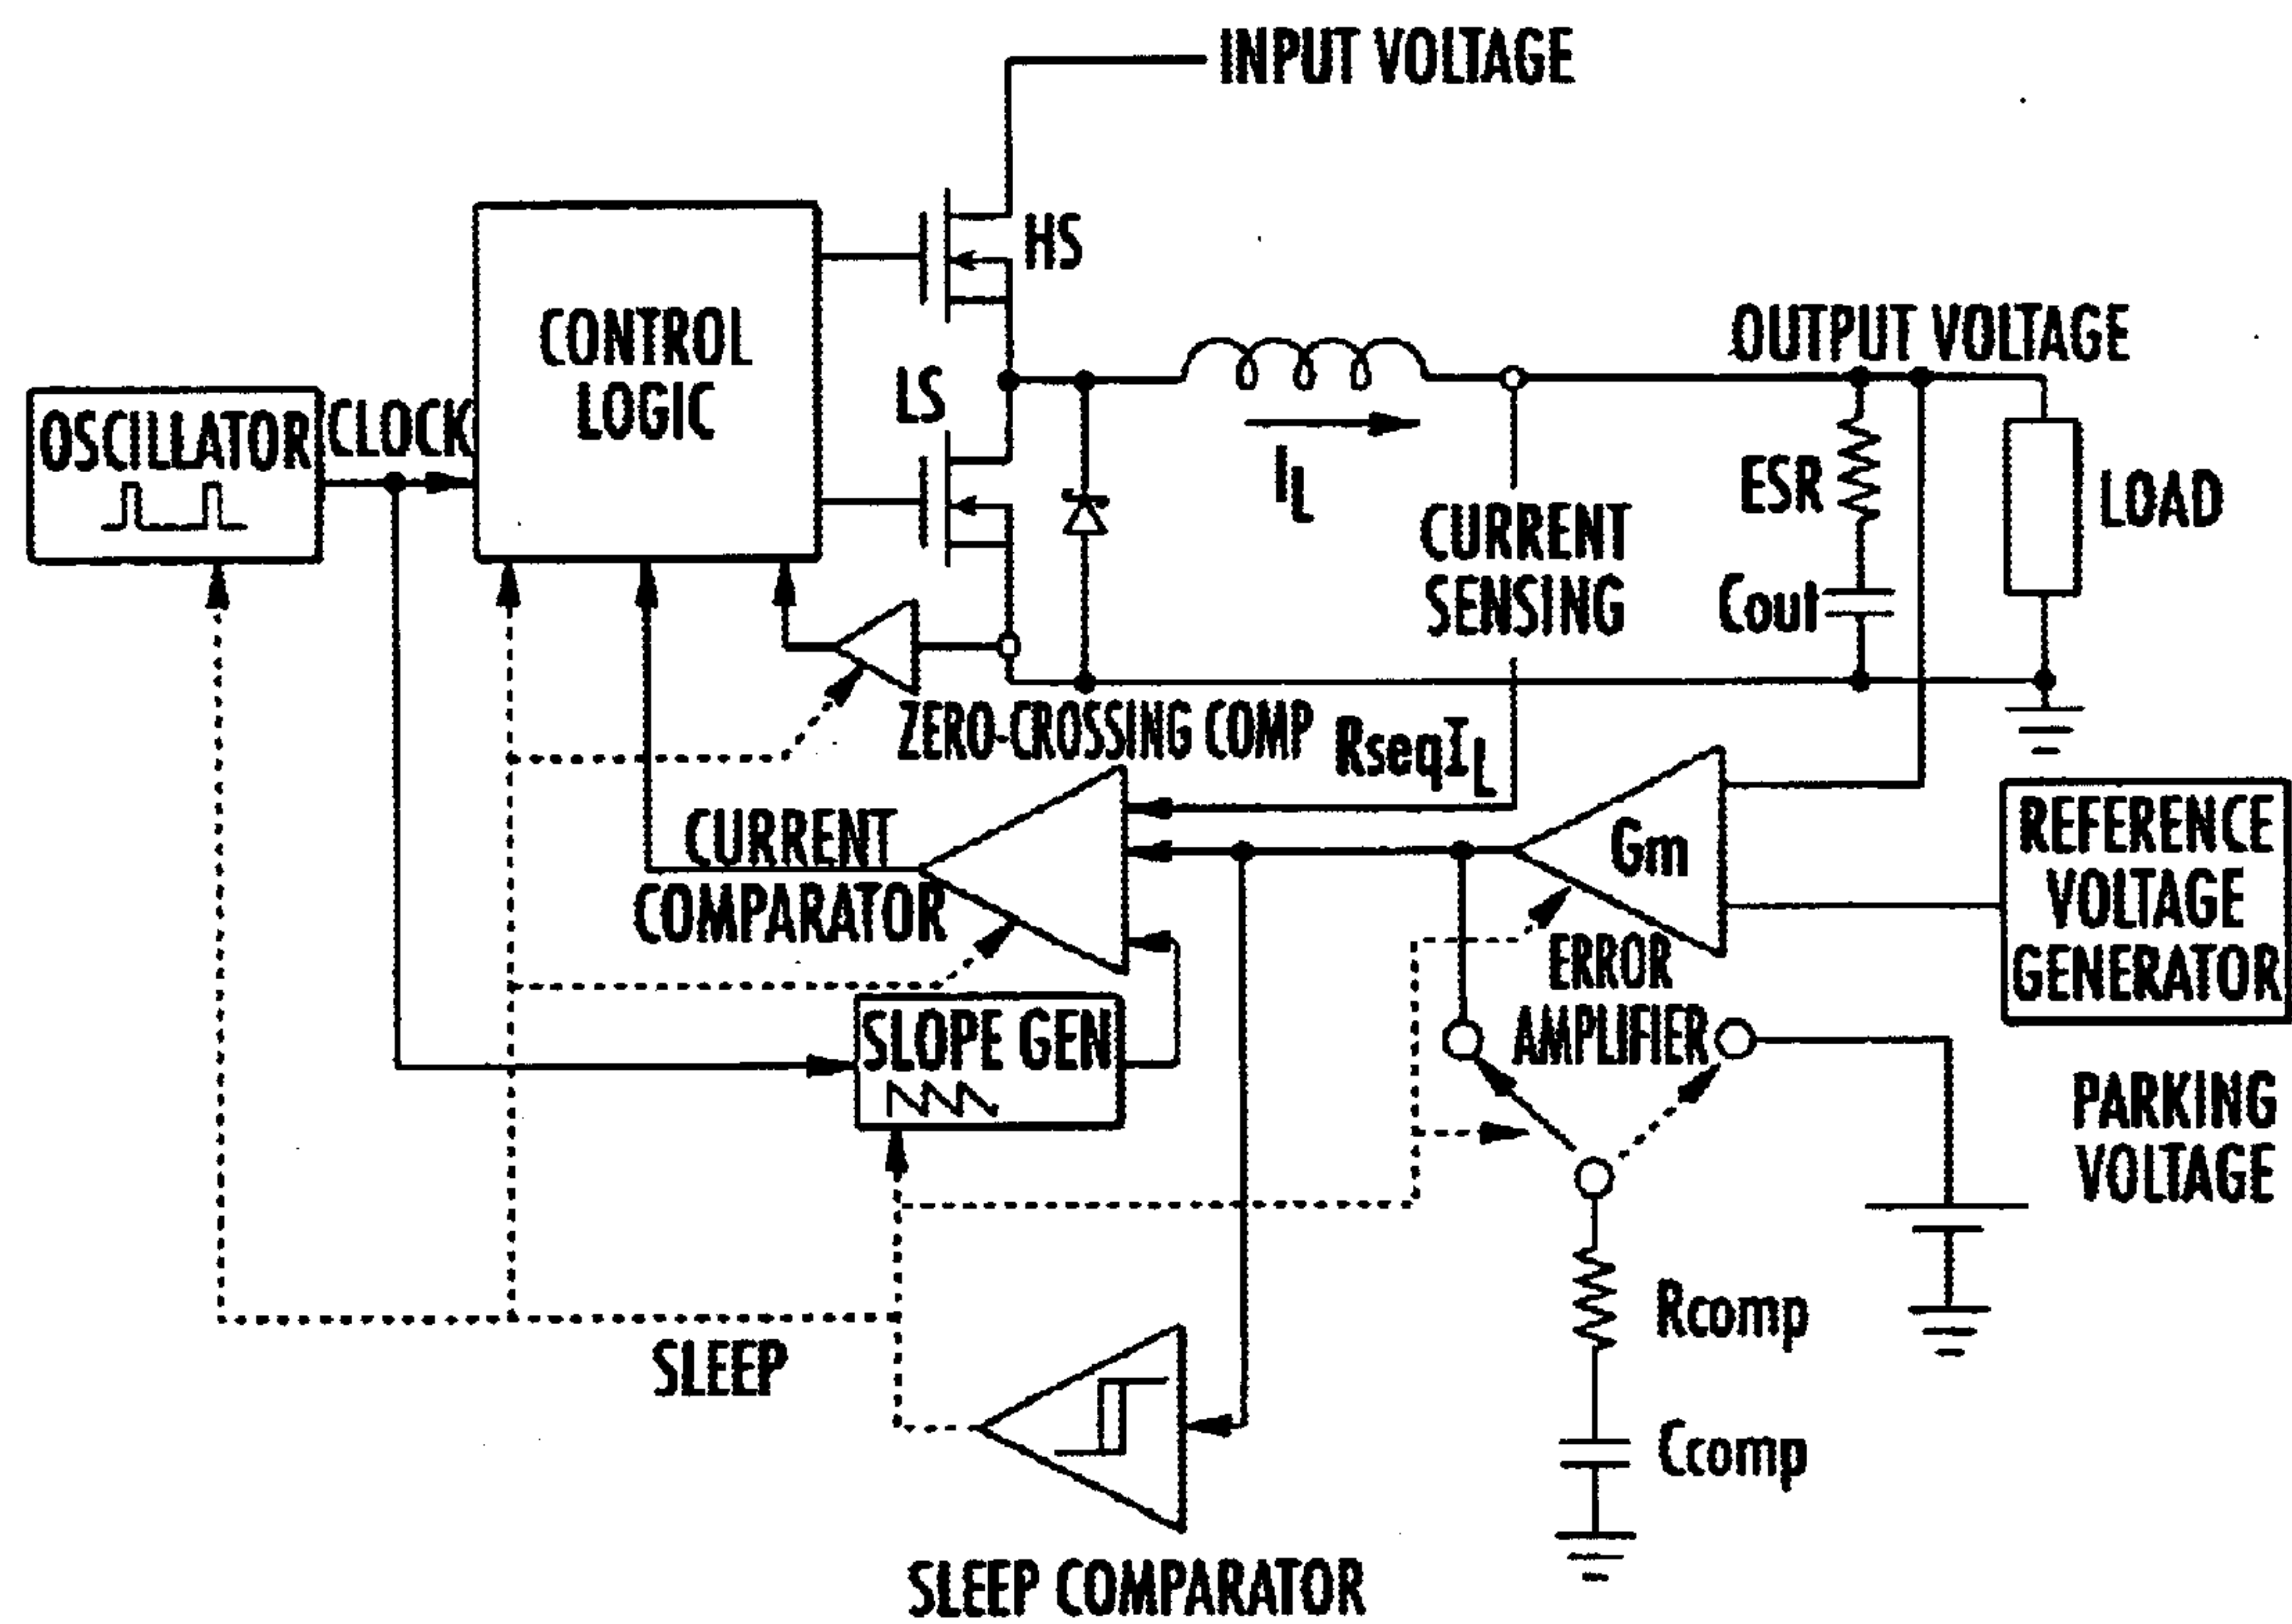 INPUT VOLTAGE
HS
CONTROL
LOGIC
OUTPUT VOLTAGE
LS
OSCILLATOR
CLOCK
IL
ESR
LOAD
CURRENT
SENSING
Cout
ZERO-CROSSING COMP
RseqIL
CURRENT
COMPARATOR
Gm
REFERENCE
VOLTAGE
GENERATOR
ERROR
AMPLIFIER
SLOPE GEN
PARKING
VOLTAGE
Rcomp
SLEEP
Ccomp
SLEEP COMPARATOR